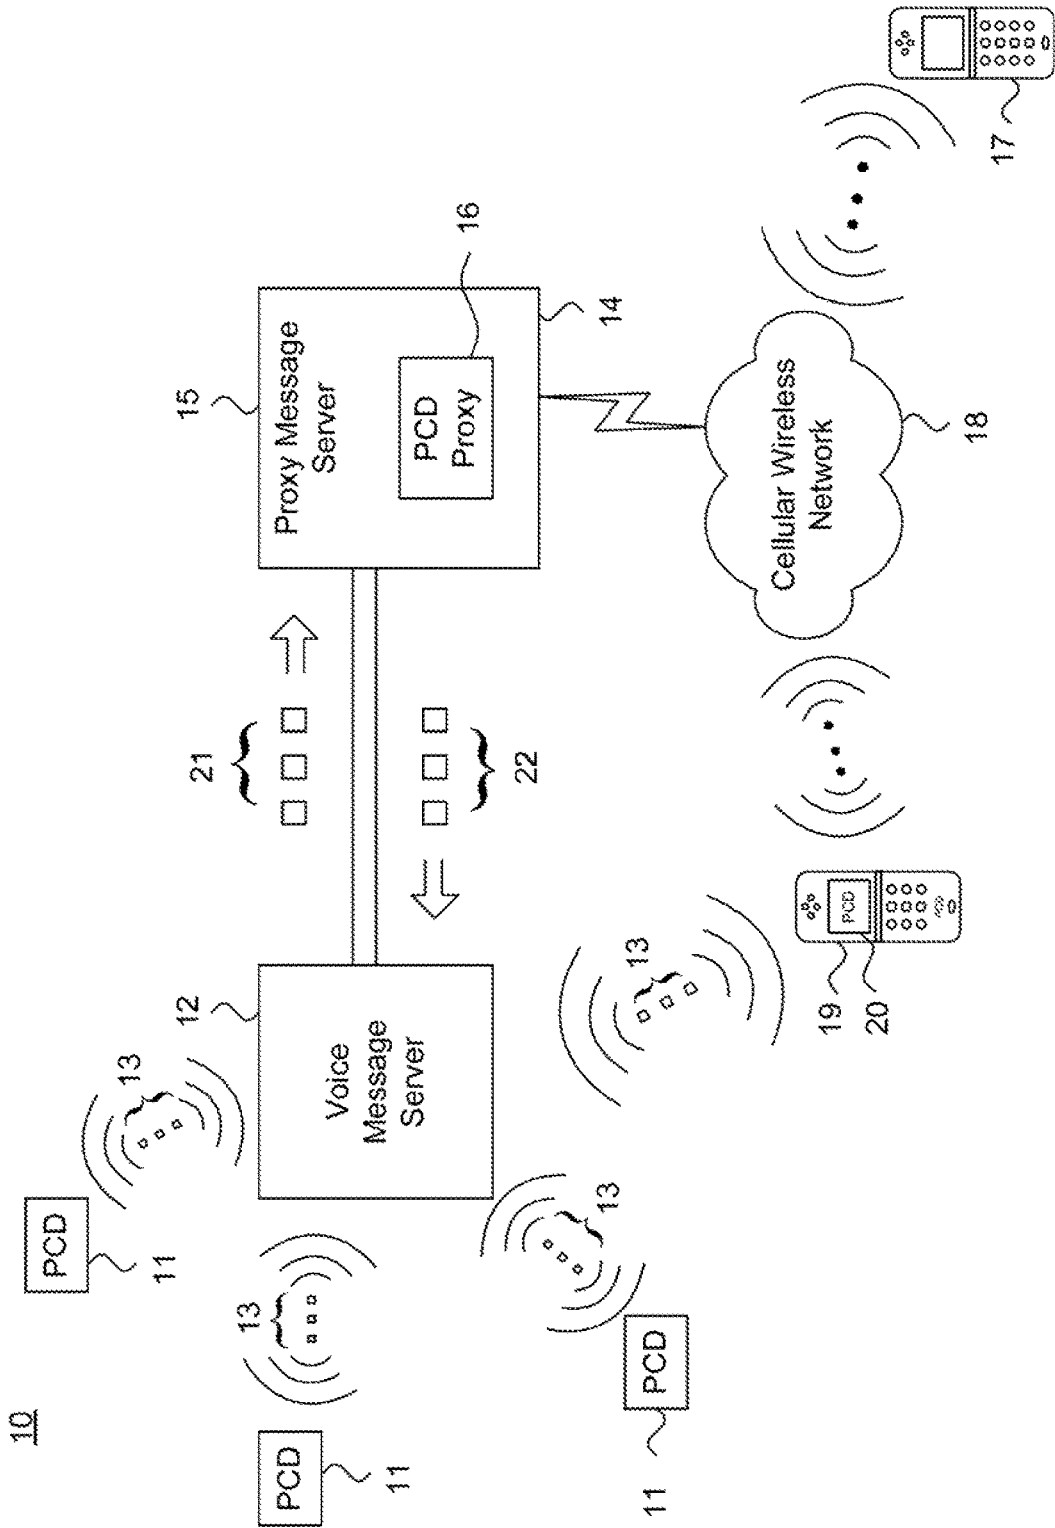 10
PCD
11
13
PCD
11
13
12
Voice
Message
Server
21
22
15
Proxy Message
Server
PCD
Proxy
16
14
13
PCD
11
13
19
20
PCD
Cellular Wireless
Network
18
17